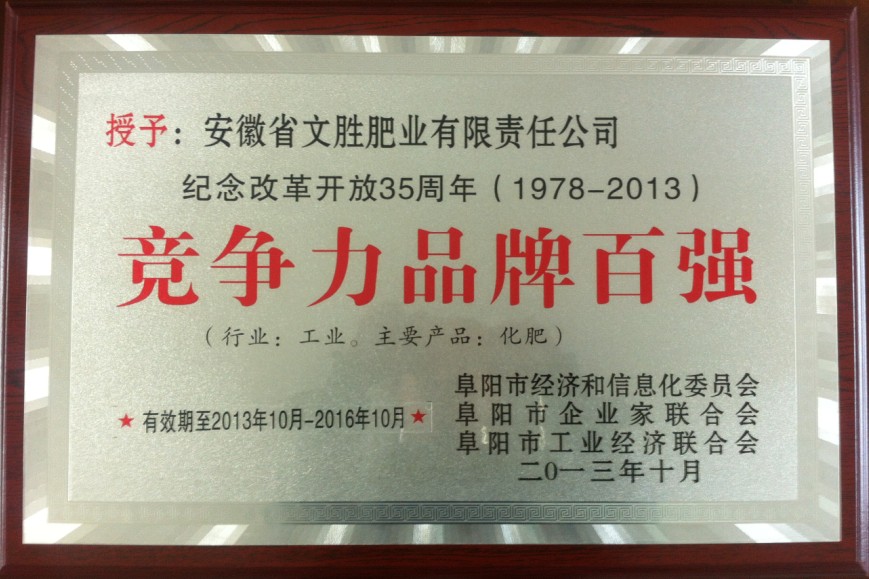 授予：安徽省文胜肥业有限责任公司
纪念改革开放35周年（1978-2013）
竞争力品牌百强
（行业：工业。主要产品：化肥）
★有效期至2013年10月-2016年10月★
阜阳市经济和信息化委员会
阜阳市企业家联合会
阜阳市工业经济联合会
二0一三年十月